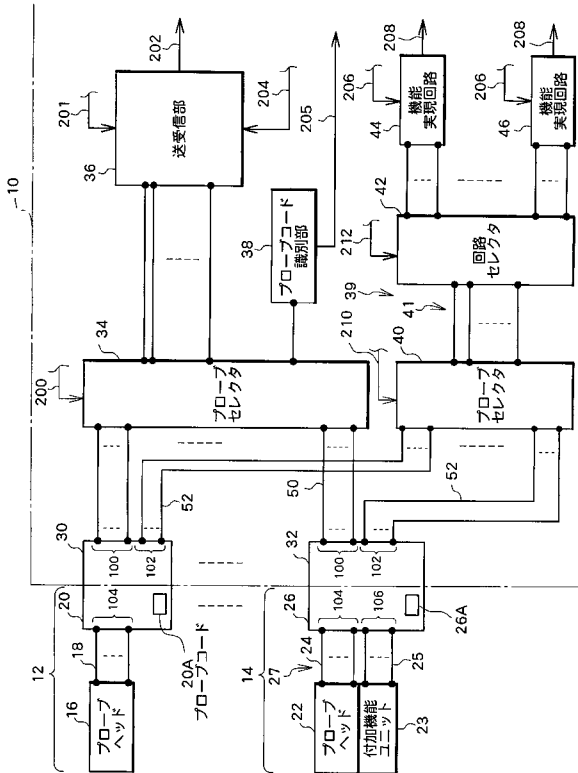 10
12
14
16
プローブ
ヘッド
18
20
30
104
100
102
20A
プローブコード
52
22
プローブ
ヘッド
23
付加機能
ユニット
27
24
25
26
32
104
100
106
102
26A
50
52
200
34
プローブ
セレクタ
36
送受信部
201
202
204
38
プローブコード
識別部
205
210
40
プローブ
セレクタ
39
41
212
42
回路
セレクタ
206
44
機能
実現回路
208
206
46
機能
実現回路
208